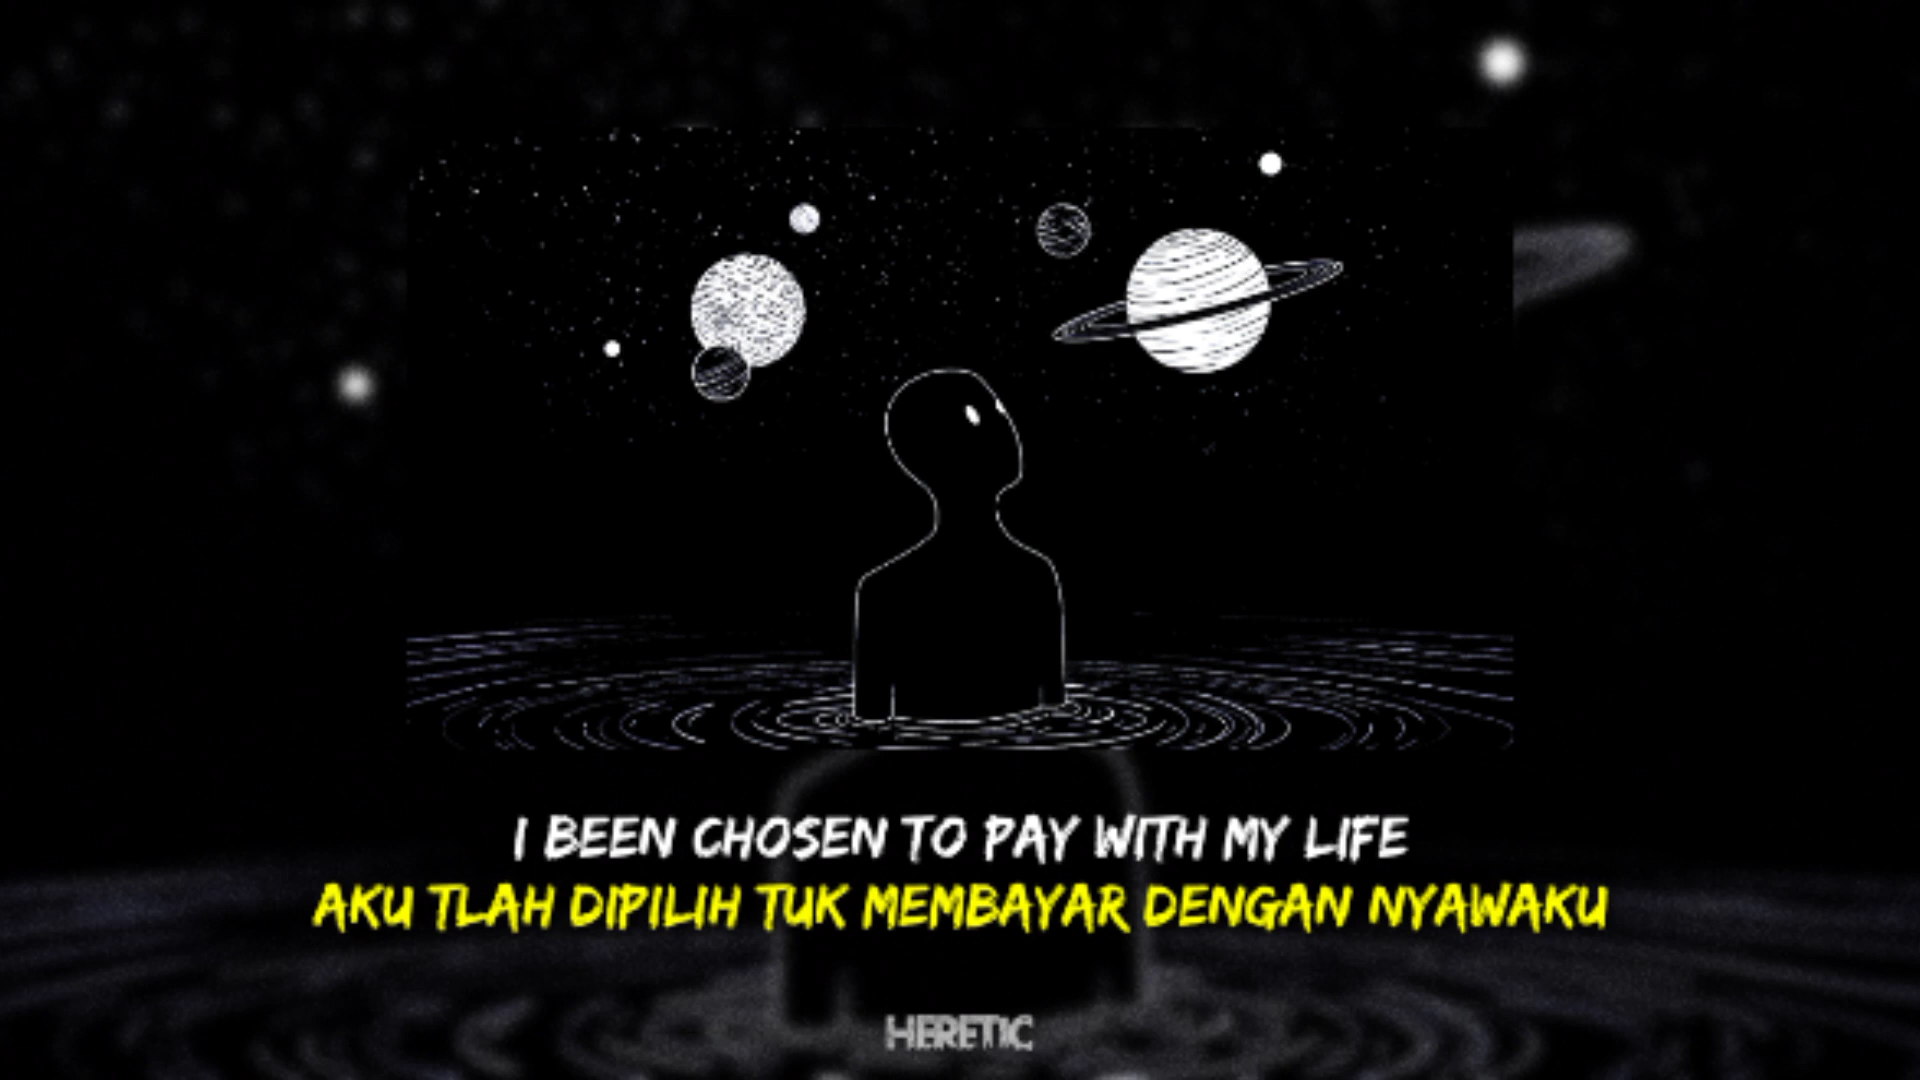 I BEEN CHOSEN TO PAY WITH MY LIFE
AKU TLAH DIPILIH TUK MEMBAYAR DENGAN NYAWAKU
HERETIC